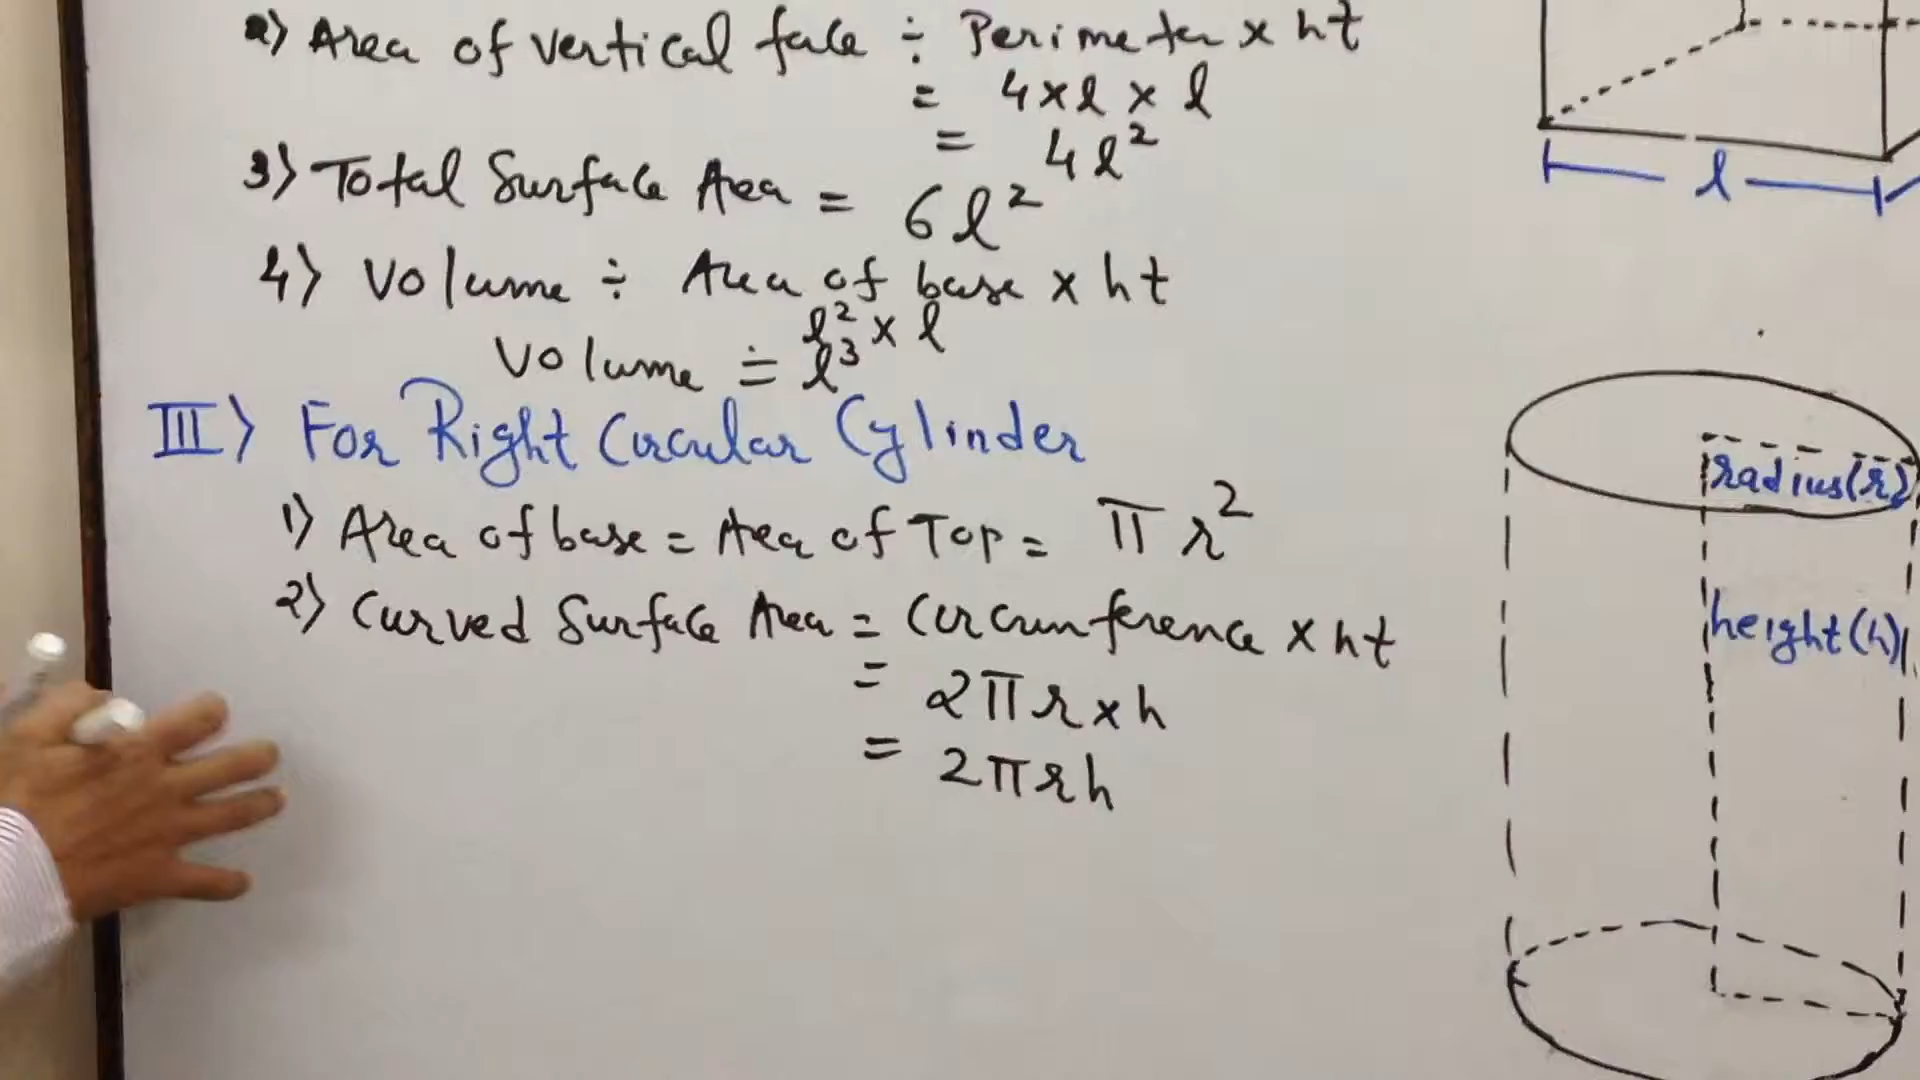 2) Area of vertical face ÷ Perimeter x ht
= 4 x l x l
= 4l²
3) Total Surface Area = 6l²
4) Volume ÷ Area of base x ht
l² x l
Volume ÷ l³
III) For Right Circular Cylinder
1) Area of base = Area of Top = πr²
2) Curved Surface Area = Circumference x ht
= 2πr x h
= 2πrh
l
radius(r)
height(h)